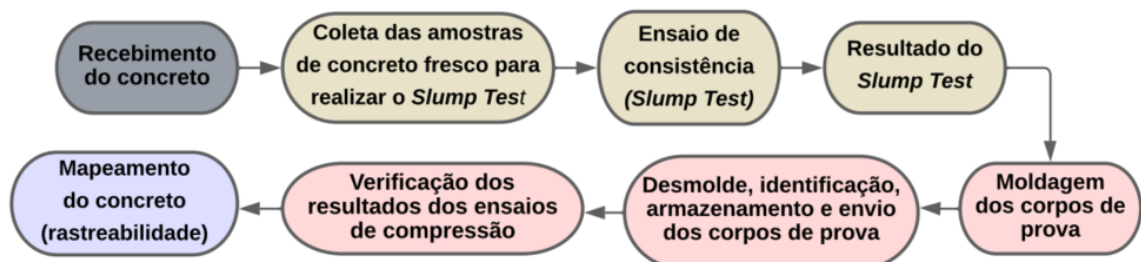 Recebimento
do concreto
Coleta das amostras
de concreto fresco para
realizar o Slump Test
Ensaio de
consistência
(Slump Test)
Resultado do
Slump Test
Moldagem
dos corpos de
prova
Desmolde, identificação,
armazenamento e envio
dos corpos de prova
Verificação dos
resultados dos ensaios
de compressão
Mapeamento
do concreto
(rastreabilidade)